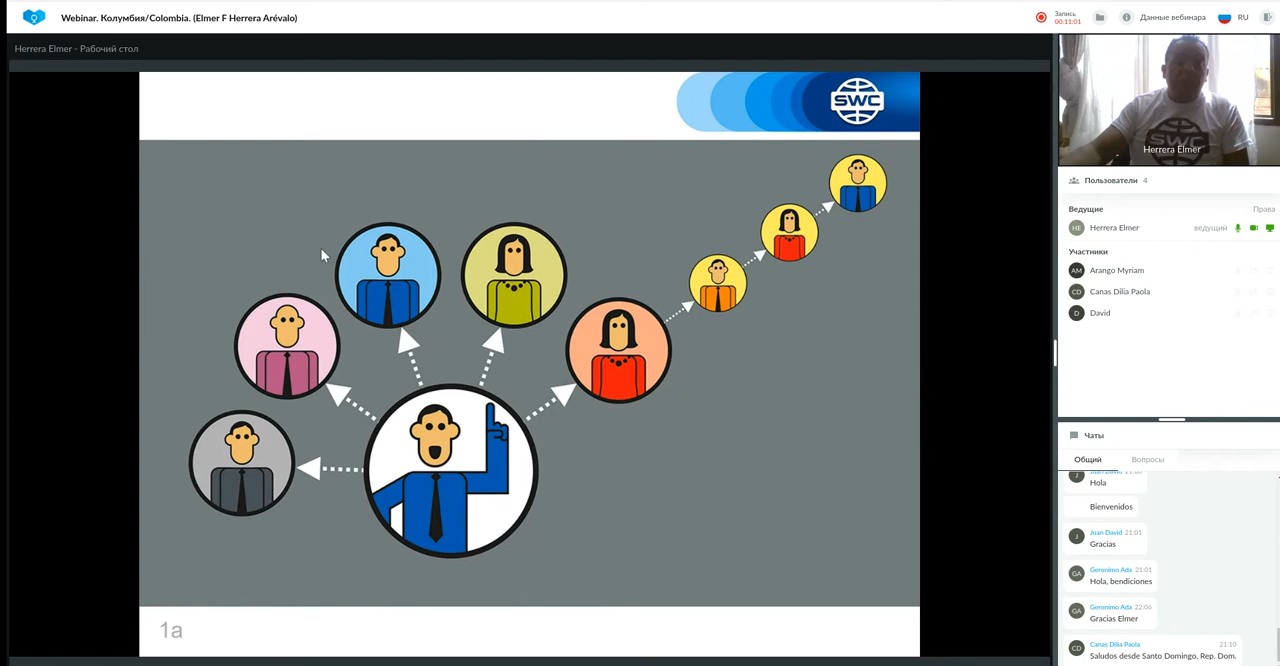 Webinar. Колумбия/Colombia. (Elmer F Herrera Arévalo)
Запись
00:11:01
Данные вебинара
RU
Herrera Elmer - Рабочий стол
SWC
SWC
Herrera Elmer
Пользователи 4
Ведущие Права
HE Herrera Elmer ведущий
Участники
AM Arango Myriam
CD Canas Dilia Paola
D David
Чаты
Общий Вопросы
J Juan David
Hola
Bienvenidos
J Juan David 21:01
Gracias
GA Geronimo Ada 21:01
Hola, bendiciones
GA Geronimo Ada 22:06
Gracias Elmer
CD Canas Dilia Paola 21:10
Saludos desde Santo Domingo, Rep. Dom.
1a